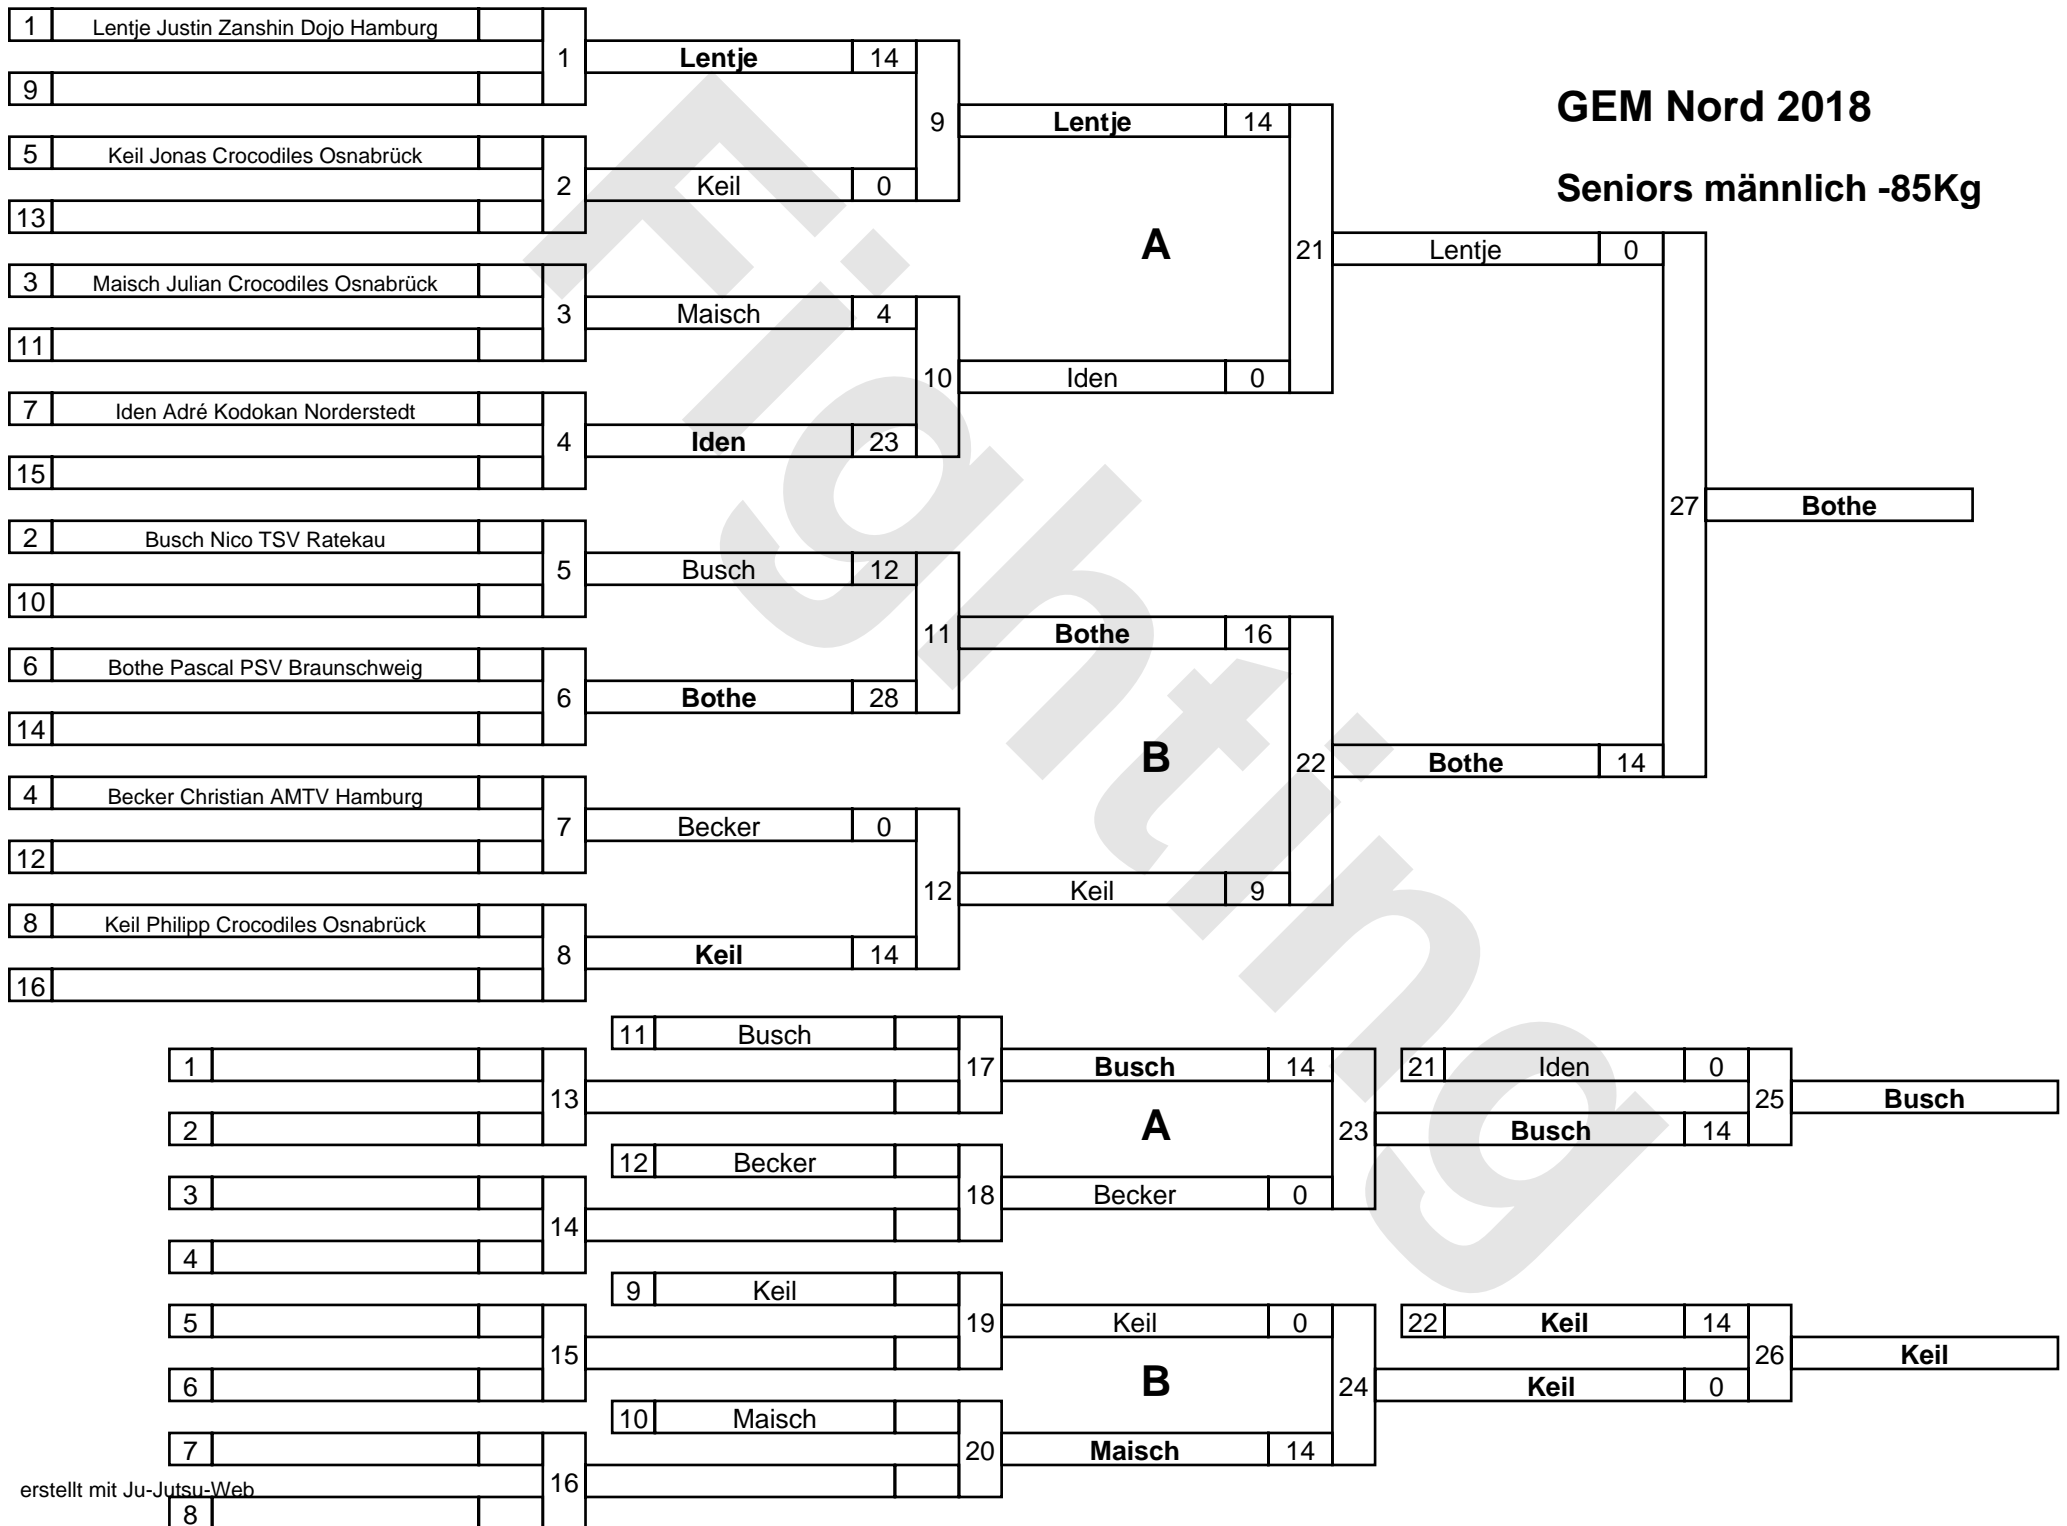 GEM Nord 2018
Seniors männlich -85Kg
Fighting
1 Lentje Justin Zanshin Dojo Hamburg
1
9
5 Keil Jonas Crocodiles Osnabrück
2
13
3 Maisch Julian Crocodiles Osnabrück
3
11
7 Iden Adré Kodokan Norderstedt
4
15
2 Busch Nico TSV Ratekau
5
10
6 Bothe Pascal PSV Braunschweig
6
14
4 Becker Christian AMTV Hamburg
7
12
8 Keil Philipp Crocodiles Osnabrück
8
16
Lentje 14
9
Keil 0
Maisch 4
10
Iden 23
Busch 12
11
Bothe 28
Becker 0
12
Keil 14
Lentje 14
A
21
Iden 0
Bothe 16
B
22
Keil 9
Lentje 0
27
Bothe 14
Bothe
1
13
2
3
14
4
5
15
6
7
16
8
11 Busch
17
12 Becker
18
9 Keil
19
10 Maisch
20
Busch 14
A
23
Becker 0
Keil 0
B
24
Maisch 14
21 Iden 0
25
Busch 14
Busch
22 Keil 14
26
Keil 0
Keil
erstellt mit Ju-Jutsu-Web